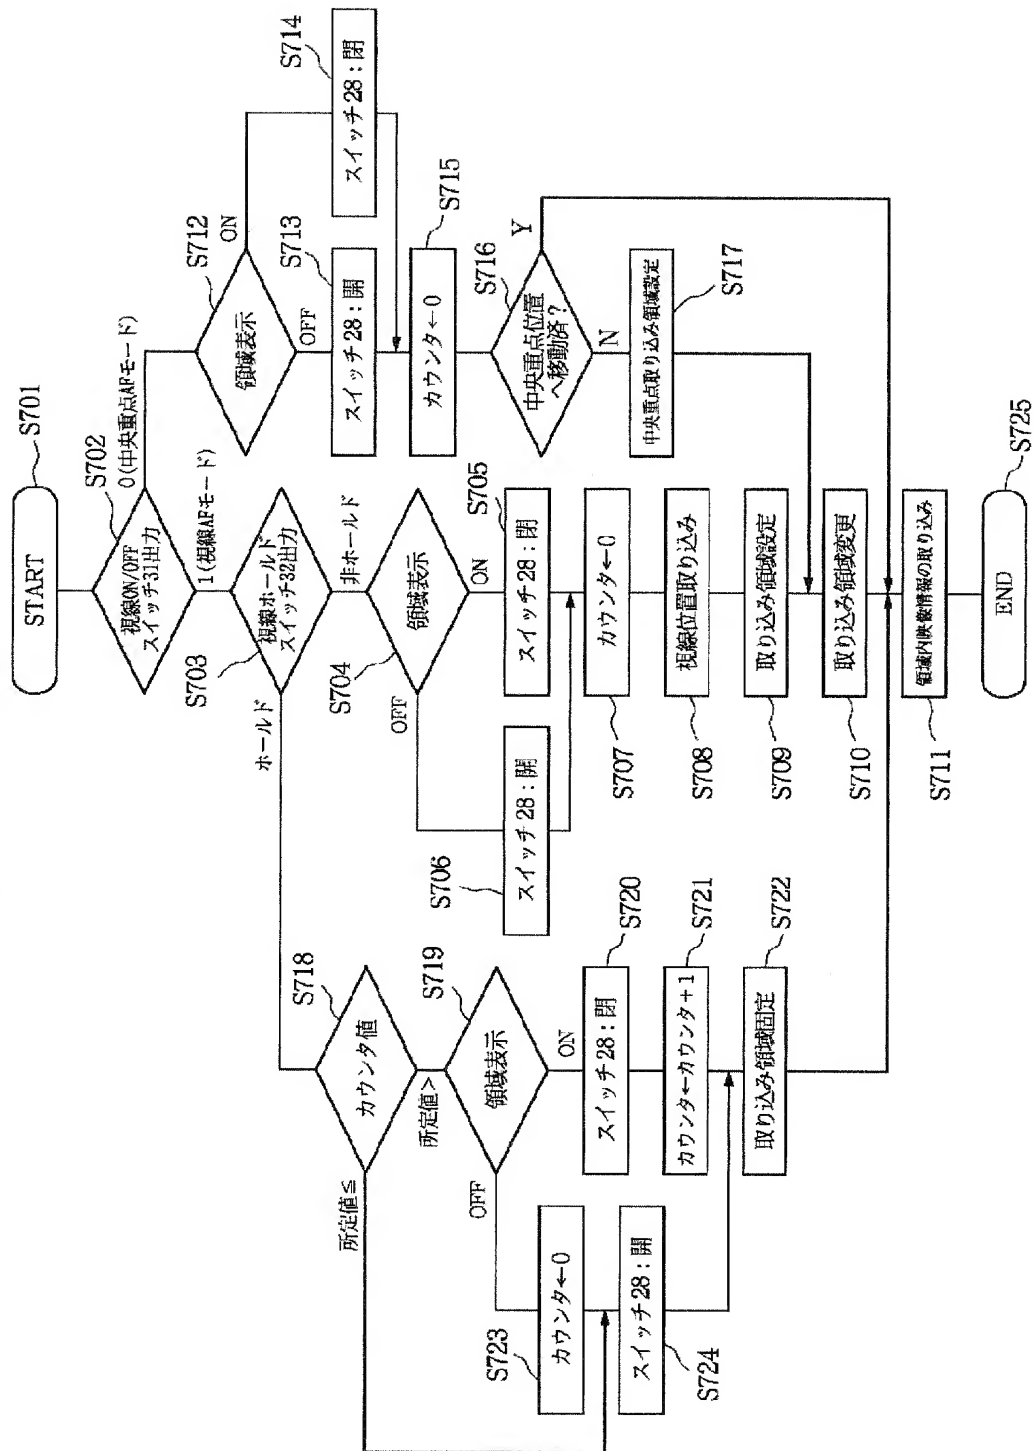 START
S701
視線ON/OFF
スイッチ31出力
S702
0(中央重点AFモード)
1(視線AFモード)
視線ホールド
スイッチ32出力
S703
ホールド
非ホールド
領域表示
S704
OFF
ON
スイッチ28:閉
S705
スイッチ28:開
S706
カウンタ←0
S707
視線位置取り込み
S708
取り込み領域設定
S709
取り込み領域変更
S710
領域内映像情報の取り込み
S711
END
S725
領域表示
S712
ON
OFF
スイッチ28:開
S713
スイッチ28:閉
S714
カウンタ←0
S715
中央重点位置
へ移動済?
S716
Y
N
中央重点取り込み領域設定
S717
カウンタ値
S718
所定値≦
所定値>
領域表示
S719
OFF
ON
スイッチ28:閉
S720
カウンタ←カウンタ+1
S721
取り込み領域固定
S722
カウンタ←0
S723
スイッチ28:開
S724